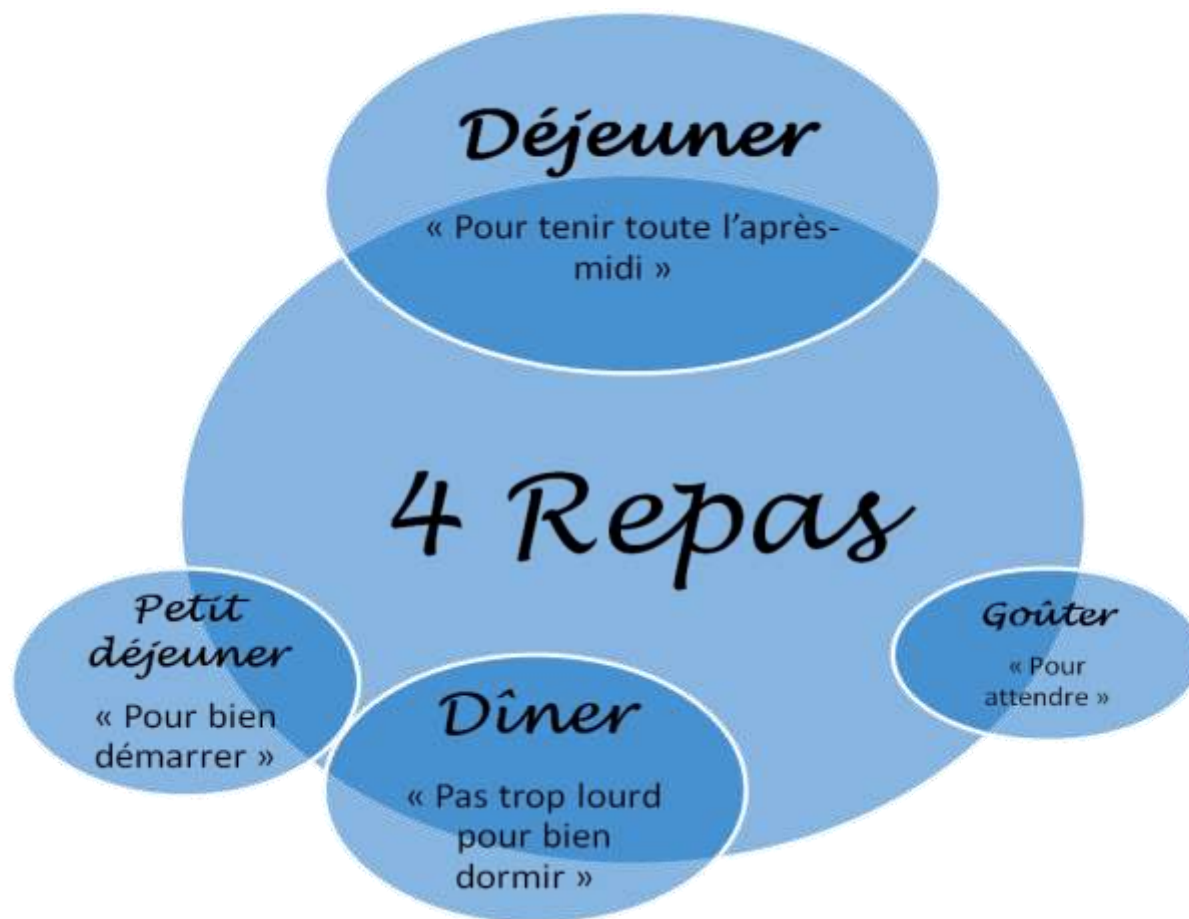 Déjeuner
« Pour tenir toute l’après-
midi »
4 Repas
Petit
déjeuner
« Pour bien
démarrer »
Dîner
« Pas trop lourd
pour bien
dormir »
Goûter
« Pour
attendre »